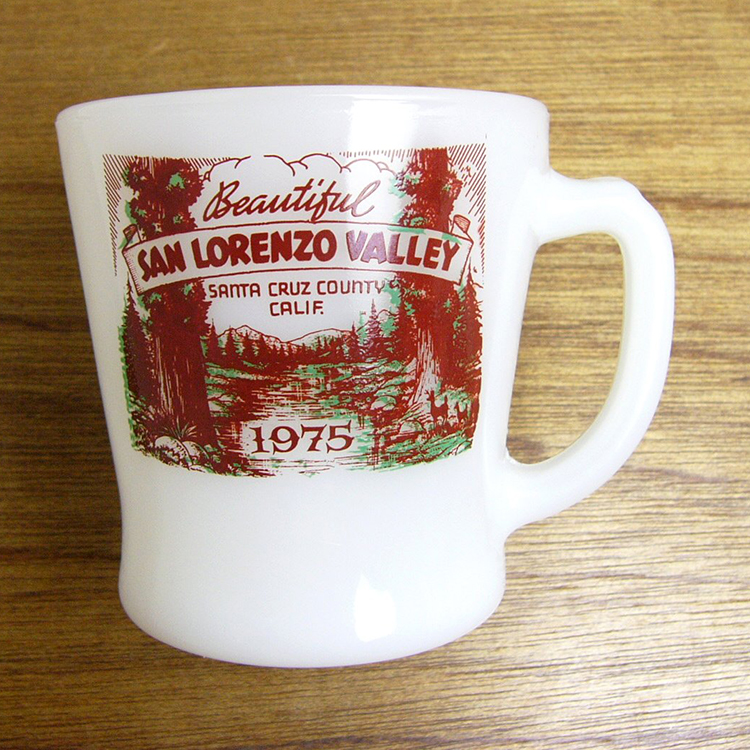 Beautiful
SAN LORENZO VALLEY
SANTA CRUZ COUNTY
CALIF.
1975